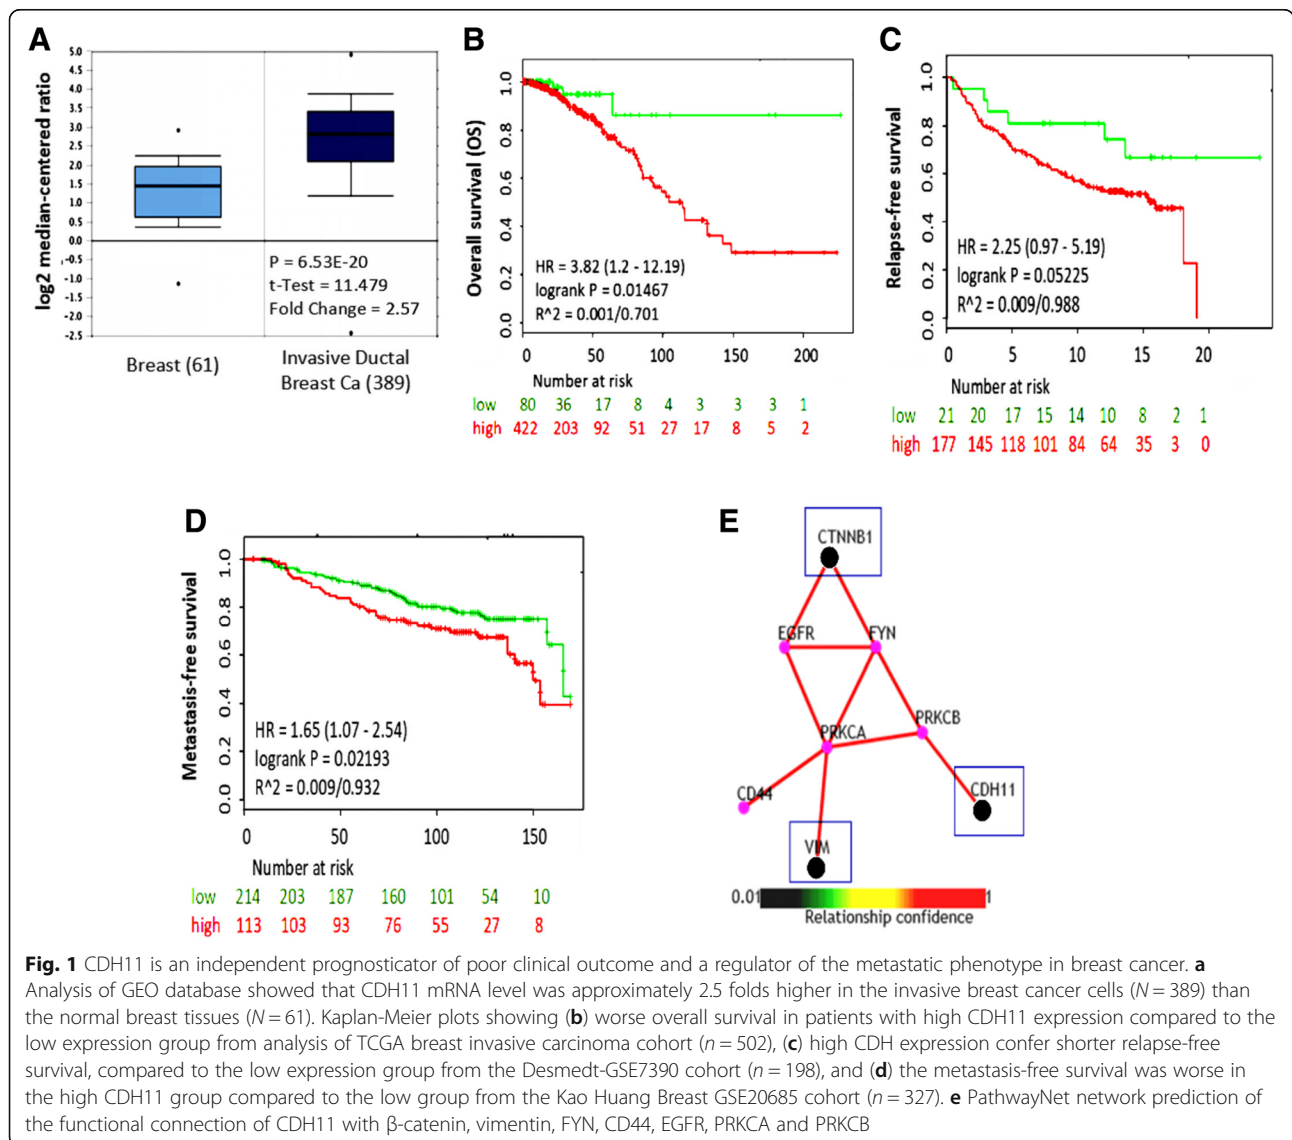 A
5.0
4.5
4.0
3.5
3.0
2.5
2.0
1.5
1.0
0.5
0.0
-0.5
-1.0
-1.5
-2.0
-2.5
log2 median-centered ratio
P = 6.53E-20
t-Test = 11.479
Fold Change = 2.57
Breast (61)
Invasive Ductal
Breast Ca (389)
B
Overall survival (OS)
1.0
0.8
0.6
0.4
0.2
0.0
HR = 3.82 (1.2 - 12.19)
logrank P = 0.01467
R^2 = 0.001/0.701
0 50 100 150 200
Number at risk
low 80 36 17 8 4 3 3 3 1
high 422 203 92 51 27 17 8 5 2
C
Relapse-free survival
1.0
0.8
0.6
0.4
0.2
0.0
HR = 2.25 (0.97 - 5.19)
logrank P = 0.05225
R^2 = 0.009/0.988
0 5 10 15 20
Number at risk
low 21 20 17 15 14 10 8 2 1
high 177 145 118 101 84 64 35 3 0
D
Metastasis-free survival
1.0
0.8
0.6
0.4
0.2
0.0
HR = 1.65 (1.07 - 2.54)
logrank P = 0.02193
R^2 = 0.009/0.932
0 50 100 150
Number at risk
low 214 203 187 160 101 54 10
high 113 103 93 76 55 27 8
E
CTNNB1
EGFR
FYN
PRKCB
PRKCA
CD44
CDH11
VIM
0.01 1
Relationship confidence
Fig. 1 CDH11 is an independent prognosticator of poor clinical outcome and a regulator of the metastatic phenotype in breast cancer. a
Analysis of GEO database showed that CDH11 mRNA level was approximately 2.5 folds higher in the invasive breast cancer cells (N = 389) than
the normal breast tissues (N = 61). Kaplan-Meier plots showing (b) worse overall survival in patients with high CDH11 expression compared to the
low expression group from analysis of TCGA breast invasive carcinoma cohort (n = 502), (c) high CDH expression confer shorter relapse-free
survival, compared to the low expression group from the Desmedt-GSE7390 cohort (n = 198), and (d) the metastasis-free survival was worse in
the high CDH11 group compared to the low group from the Kao Huang Breast GSE20685 cohort (n = 327). e PathwayNet network prediction of
the functional connection of CDH11 with β-catenin, vimentin, FYN, CD44, EGFR, PRKCA and PRKCB